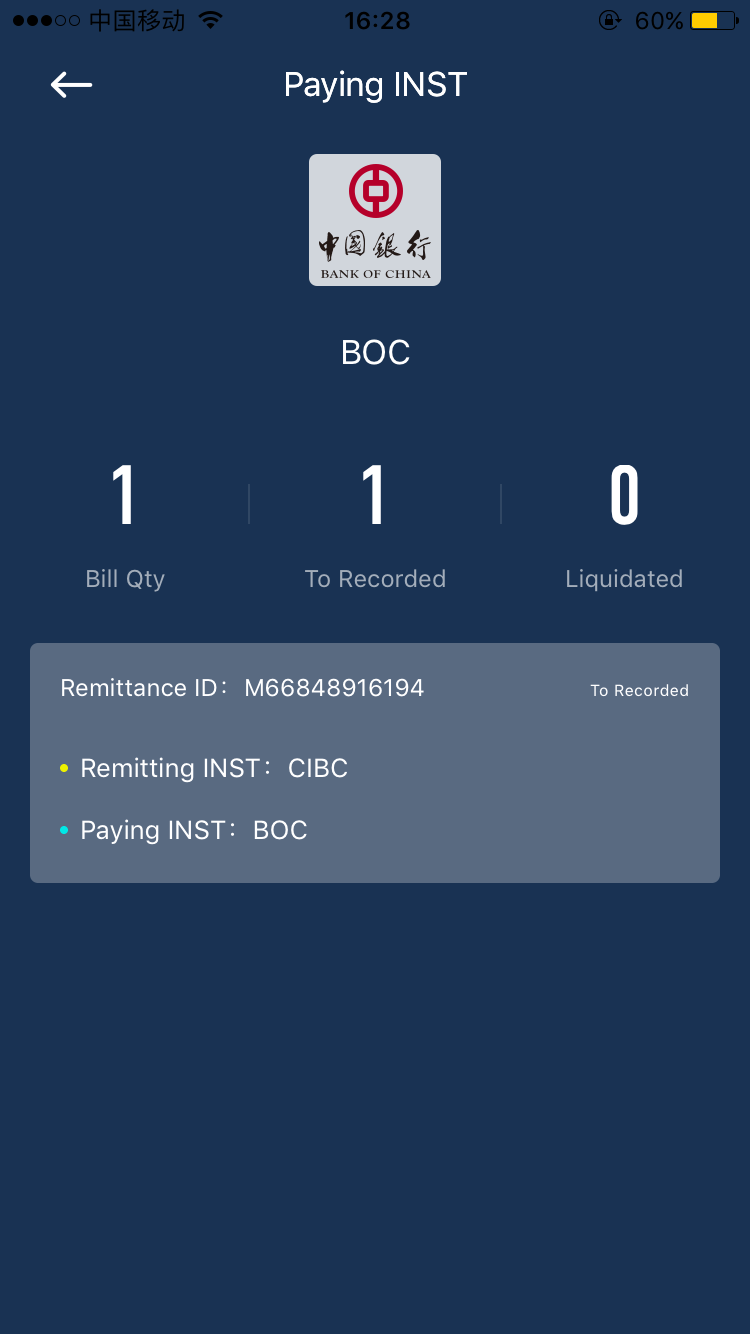 中国移动 16:28 60%
Paying INST
中国銀行
BANK OF CHINA
BOC
1 1 0
Bill Qty To Recorded Liquidated
Remittance ID： M66848916194 To Recorded
Remitting INST： CIBC
Paying INST： BOC